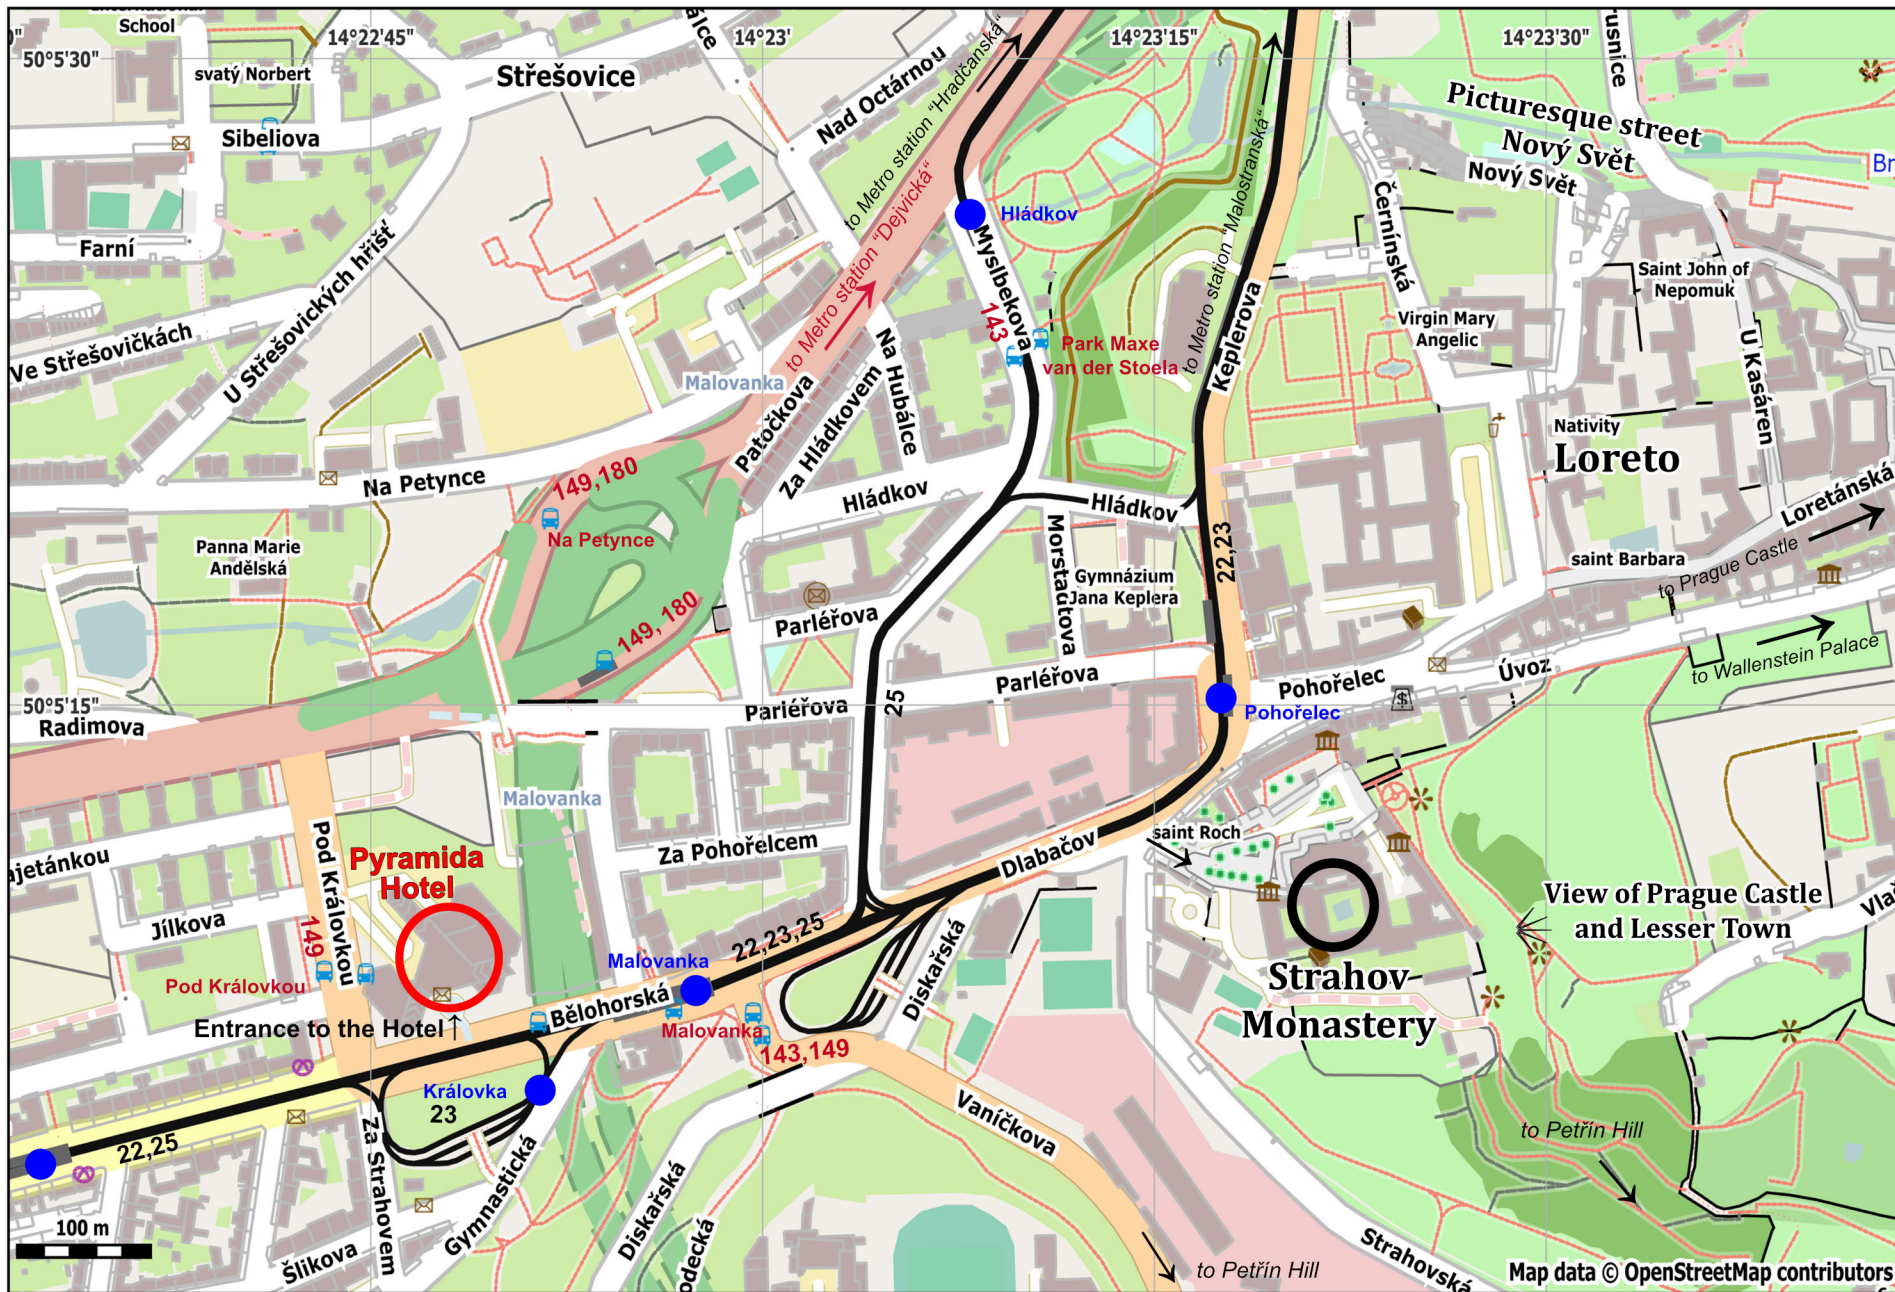 School
14°22'45"
14°23'
14°23'15"
14°23'30"
50°5'30"
svatý Norbert
Střešovice
Nad Octárnou
to Metro station "Hradčanská"
to Metro station "Dejvická"
to Metro station "Malostranská"
Picturesque street
Nový Svět
Nový Svět
Sibeliova
Farní
Hládkov
Myslbekova
Černínská
Saint John of
Nepomuk
U Střešovických hřišť
Ve Střešovičkách
143
Park Maxe
van der Stoela
Keplerova
Virgin Mary
Angelic
U Kasáren
Malovanka
Na Hubálce
Patočkova
Za Hládkovem
Nativity
Loreto
Na Petynce
149,180
Hládkov
Hládkov
Loretánská
Na Petynce
Panna Marie
Andělská
22,23
Morstadtova
Gymnázium
Jana Keplera
saint Barbara
to Prague Castle
149, 180
Parléřova
to Wallenstein Palace
Parléřova
Pohořelec
Úvoz
50°5'15"
Radimova
Parléřova
25
Pohořelec
Malovanka
Pod Královkou
Za Pohořelcem
Dlabačov
saint Roch
Pyramida
Hotel
Jílkova
149
22,23,25
View of Prague Castle
and Lesser Town
Pod Královkou
Malovanka
Diskařská
Strahov
Monastery
Bělohorská
Entrance to the Hotel
Malovanka
143,149
Královka
23
Vaníčkova
22,25
Za Strahovem
Gymnastická
to Petřín Hill
Diskařská
100 m
Šlikova
Strahovská
to Petřín Hill
Map data © OpenStreetMap contributors